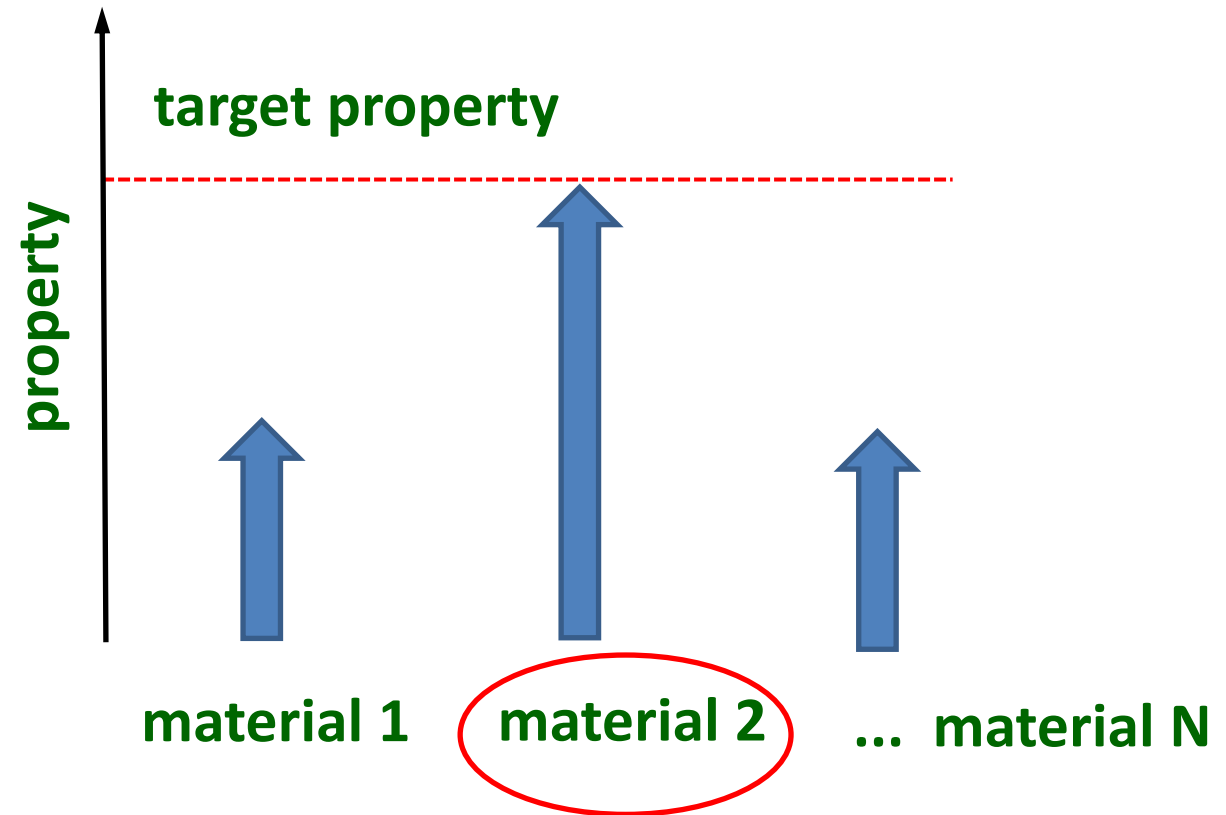 target property
property
material 1
material 2
... material N